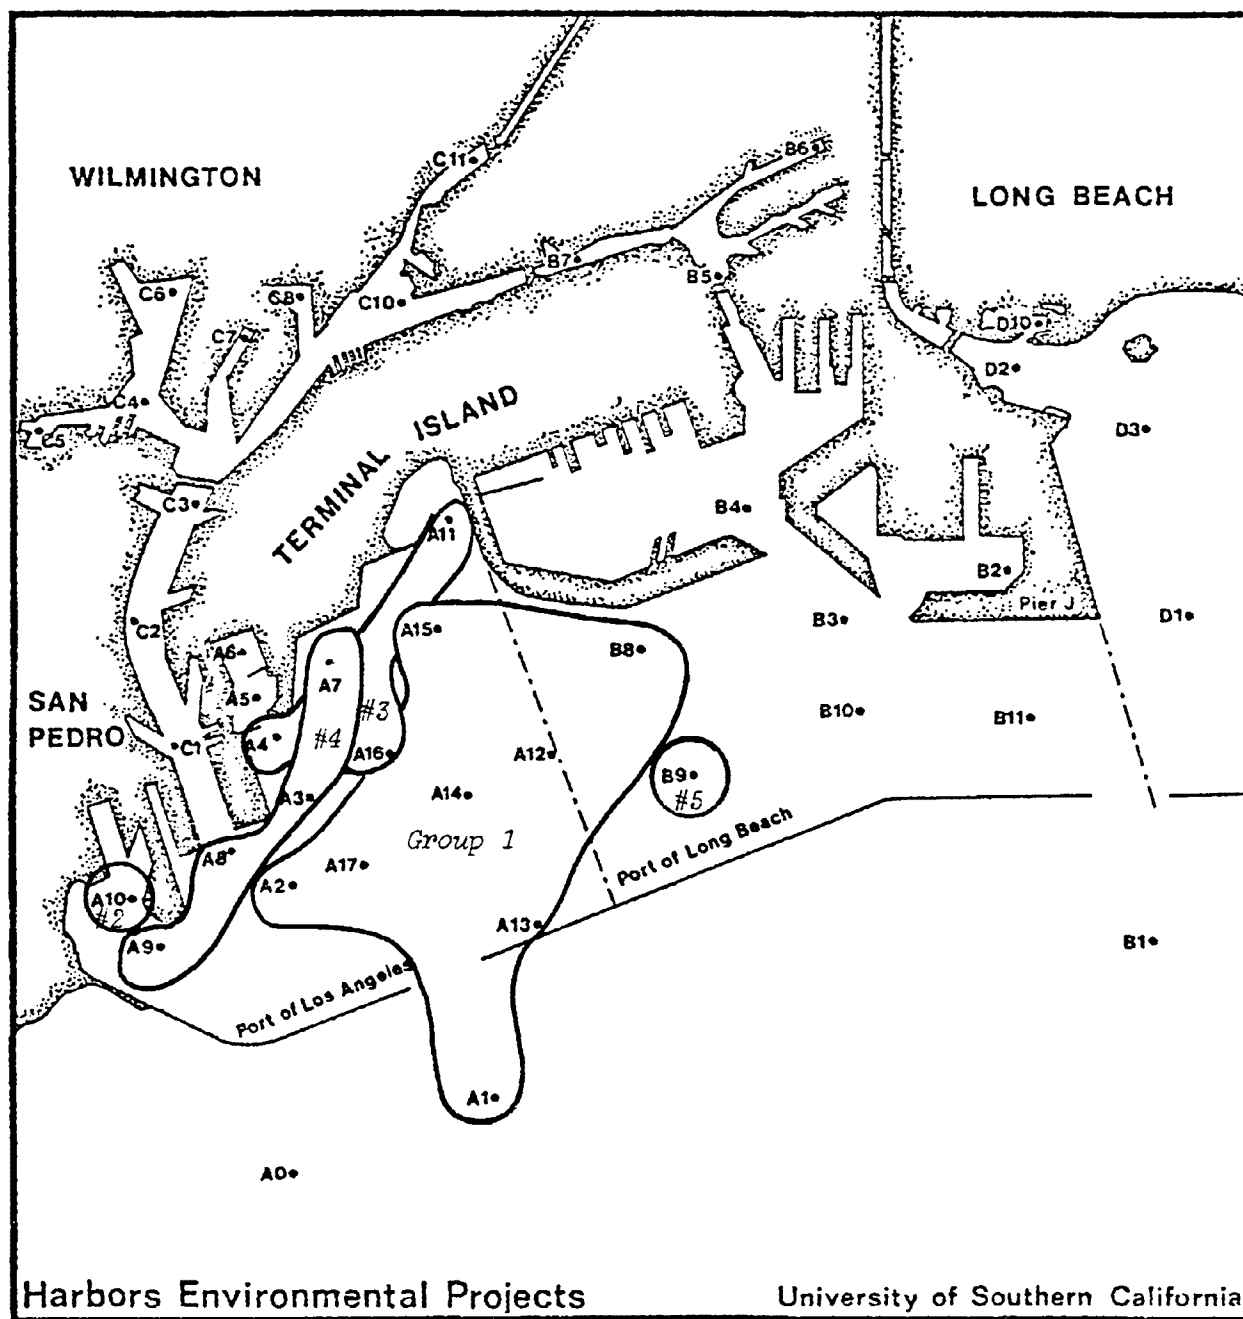 WILMINGTON
LONG BEACH
C11
B6
B7
B5
C6
C8
C10
C7
D10
D2
D3
C4
C5
C3
TERMINAL ISLAND
A11
B4
B2
Pier J
C2
A15
B3
D1
A6
B8
A7
A5
SAN
PEDRO
#3
B10
B11
C1
A4
#4
A16
A12
B9
#5
A3
A14
Group 1
A8
A17
Port of Long Beach
A2
A10
#2
A13
A9
B1
Port of Los Angeles
A1
A0
Harbors Environmental Projects
University of Southern California